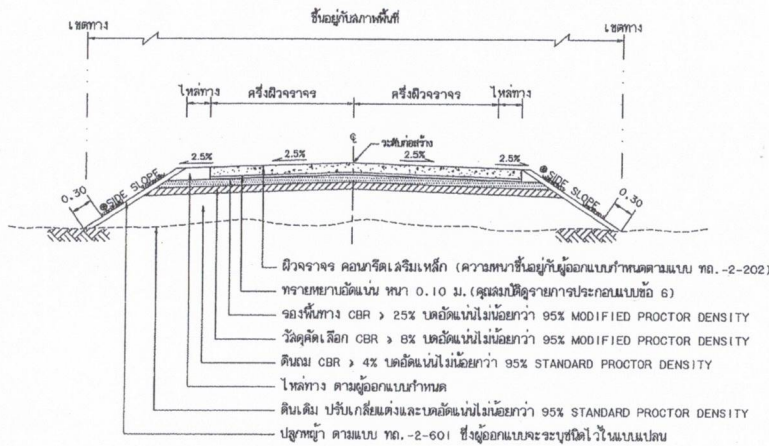 ขึ้นอยู่กับสภาพพื้นที่
เขตทาง เขตทาง
ไหล่ทาง ครึ่งผิวจราจร ครึ่งผิวจราจร ไหล่ทาง
℄ ระดับก่อสร้าง
2.5% 2.5% 2.5% 2.5%
0.30 SIDE SLOPE SIDE SLOPE 0.30
ผิวจราจร คอนกรีตเสริมเหล็ก (ความหนาขึ้นอยู่กับผู้ออกแบบกำหนดตามแบบ ทถ.-2-202)
ทรายหยาบอัดแน่น หนา 0.10 ม.(คุณสมบัติดูรายการประกอบแบบข้อ 6)
รองพื้นทาง CBR > 25% บดอัดแน่นไม่น้อยกว่า 95% MODIFIED PROCTOR DENSITY
วัสดุคัดเลือก CBR > 8% บดอัดแน่นไม่น้อยกว่า 95% MODIFIED PROCTOR DENSITY
ดินถม CBR > 4% บดอัดแน่นไม่น้อยกว่า 95% STANDARD PROCTOR DENSITY
ไหล่ทาง ตามผู้ออกแบบกำหนด
ดินเดิม ปรับเกลี่ยแต่งและบดอัดแน่นไม่น้อยกว่า 95% STANDARD PROCTOR DENSITY
ปลูกหญ้า ตามแบบ ทถ.-2-601 ซึ่งผู้ออกแบบจะระบุชนิดไว้ในแบบแปลน